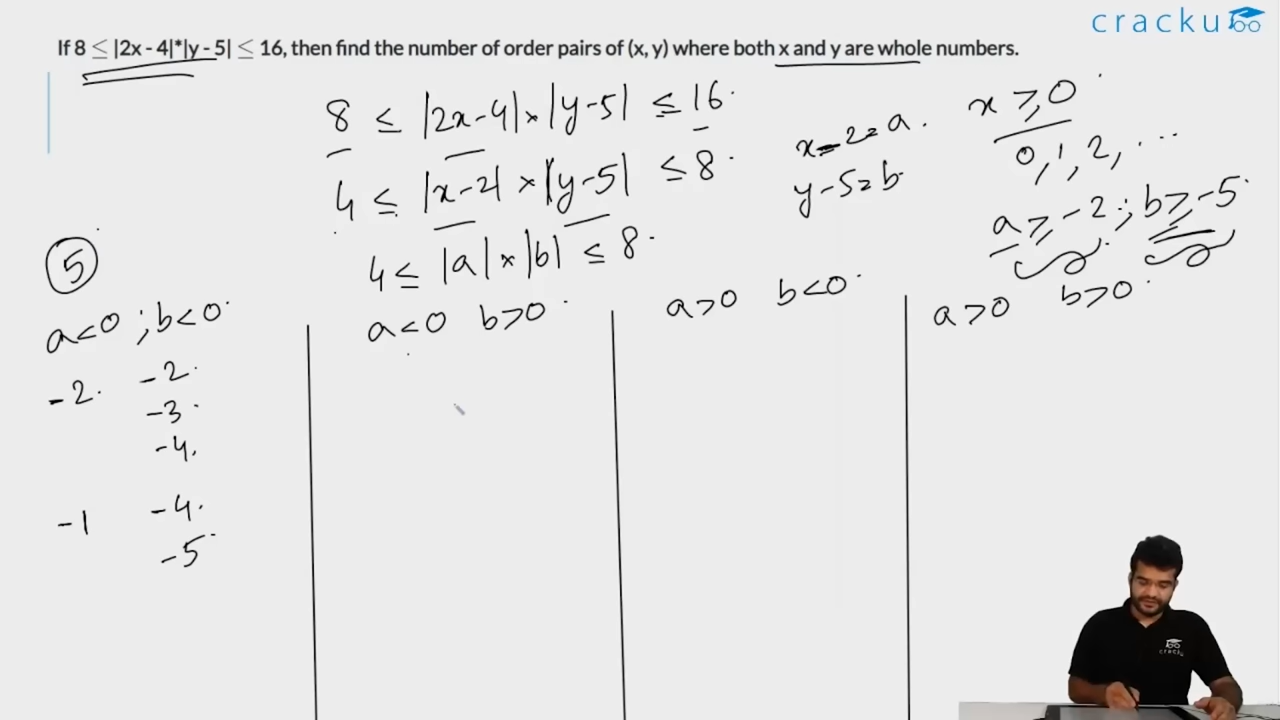 cracku
If 8 ≤ |2x - 4|*|y - 5| ≤ 16, then find the number of order pairs of (x, y) where both x and y are whole numbers.
8 ≤ |2x-4| × |y-5| ≤ 16.
4 ≤ |x-2| × |y-5| ≤ 8.
4 ≤ |a| × |b| ≤ 8.
x-2=a.
y-5=b.
x ≥ 0
0, 1, 2, ...
a ≥ -2 ; b ≥ -5
5
a<0 ; b<0
-2. -2.
-3.
-4.
-1 -4.
-5
a<0 b>0
a>0 b<0
a>0 b>0
cracku